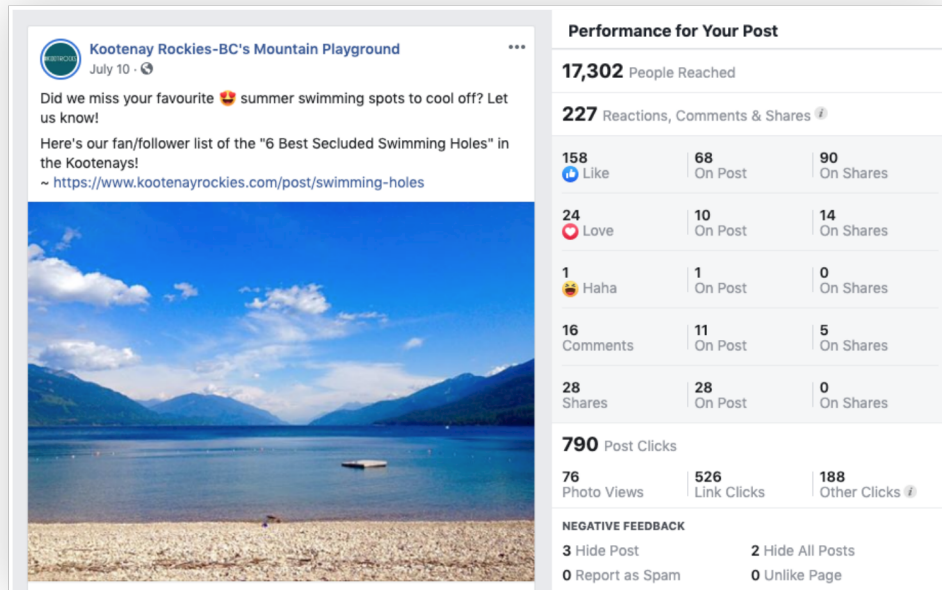 Kootenay Rockies-BC's Mountain Playground
July 10 ·
Did we miss your favourite 😍 summer swimming spots to cool off? Let
us know!
Here's our fan/follower list of the "6 Best Secluded Swimming Holes" in
the Kootenays!
~ https://www.kootenayrockies.com/post/swimming-holes
Performance for Your Post
17,302 People Reached
227 Reactions, Comments & Shares
158 68 90
Like On Post On Shares
24 10 14
Love On Post On Shares
1 1 0
Haha On Post On Shares
16 11 5
Comments On Post On Shares
28 28 0
Shares On Post On Shares
790 Post Clicks
76 526 188
Photo Views Link Clicks Other Clicks
NEGATIVE FEEDBACK
3 Hide Post 2 Hide All Posts
0 Report as Spam 0 Unlike Page